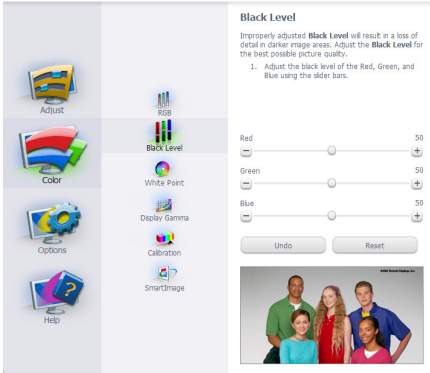 Adjust
Color
Options
Help
RGB
Black Level
White Point
Display Gamma
Calibration
SmartImage
Black Level
Improperly adjusted Black Level will result in a loss of
detail in darker image areas. Adjust the Black Level for
the best possible picture quality.
1. Adjust the black level of the Red, Green, and
Blue using the slider bars.
Red 50
Green 50
Blue 50
Undo Reset